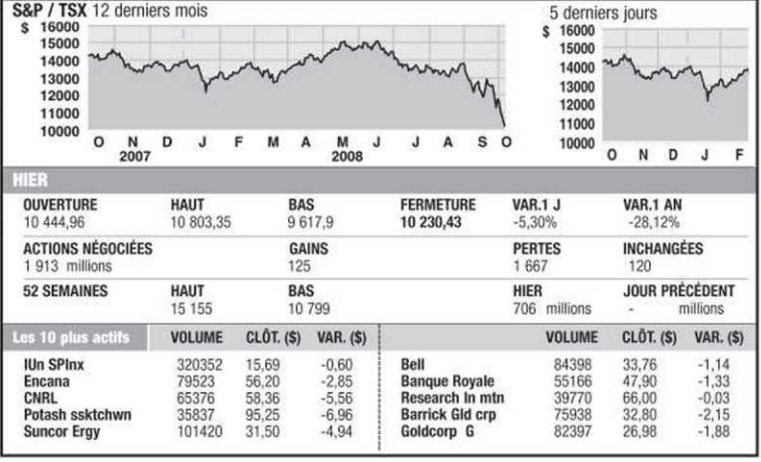 S&P / TSX 12 derniers mois
$ 16000
15000
14000
13000
12000
11000
10000
O N D J F M A M J J A S O
2007 2008
5 derniers jours
$ 16000
15000
14000
13000
12000
11000
10000
O N D J F
HIER
OUVERTURE HAUT BAS FERMETURE VAR.1 J VAR.1 AN
10 444,96 10 803,35 9 617,9 10 230,43 -5,30% -28,12%
ACTIONS NÉGOCIÉES GAINS PERTES INCHANGÉES
1 913 millions 125 1 667 120
52 SEMAINES HAUT BAS HIER JOUR PRÉCÉDENT
15 155 10 799 706 millions - millions
Les 10 plus actifs VOLUME CLÔT. ($) VAR. ($)
IUn SPInx 320352 15,69 -0,60
Encana 79523 56,20 -2,85
CNRL 65376 58,36 -5,56
Potash ssktchwn 35837 95,25 -6,96
Suncor Ergy 101420 31,50 -4,94
VOLUME CLÔT. ($) VAR. ($)
Bell 84398 33,76 -1,14
Banque Royale 55166 47,90 -1,33
Research In mtn 39770 66,00 -0,03
Barrick Gld crp 75938 32,80 -2,15
Goldcorp G 82397 26,98 -1,88